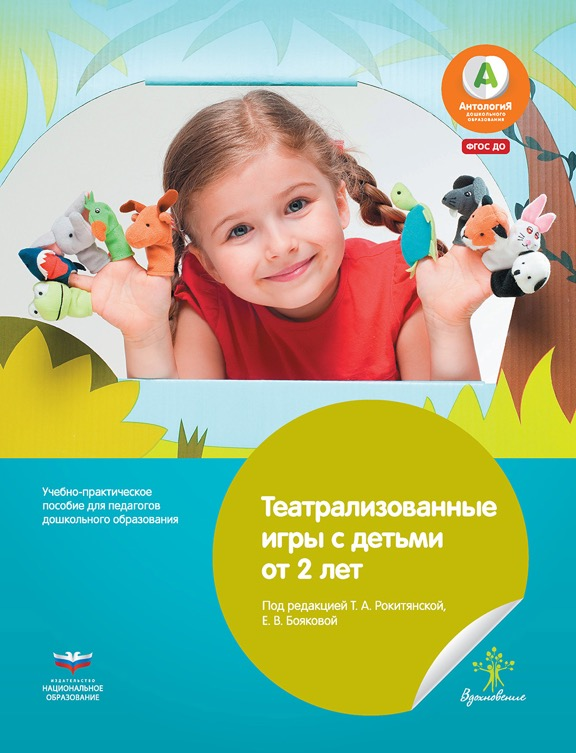 А
АнтологиЯ
ДОШКОЛЬНОГО
ОБРАЗОВАНИЯ
ФГОС ДО
Учебно-практическое
пособие для педагогов
дошкольного образования
Театрализованные
игры с детьми
от 2 лет
Под редакцией Т. А. Рокитянской,
Е. В. Бояковой
ИЗДАТЕЛЬСТВО
НАЦИОНАЛЬНОЕ
ОБРАЗОВАНИЕ
Вдохновение